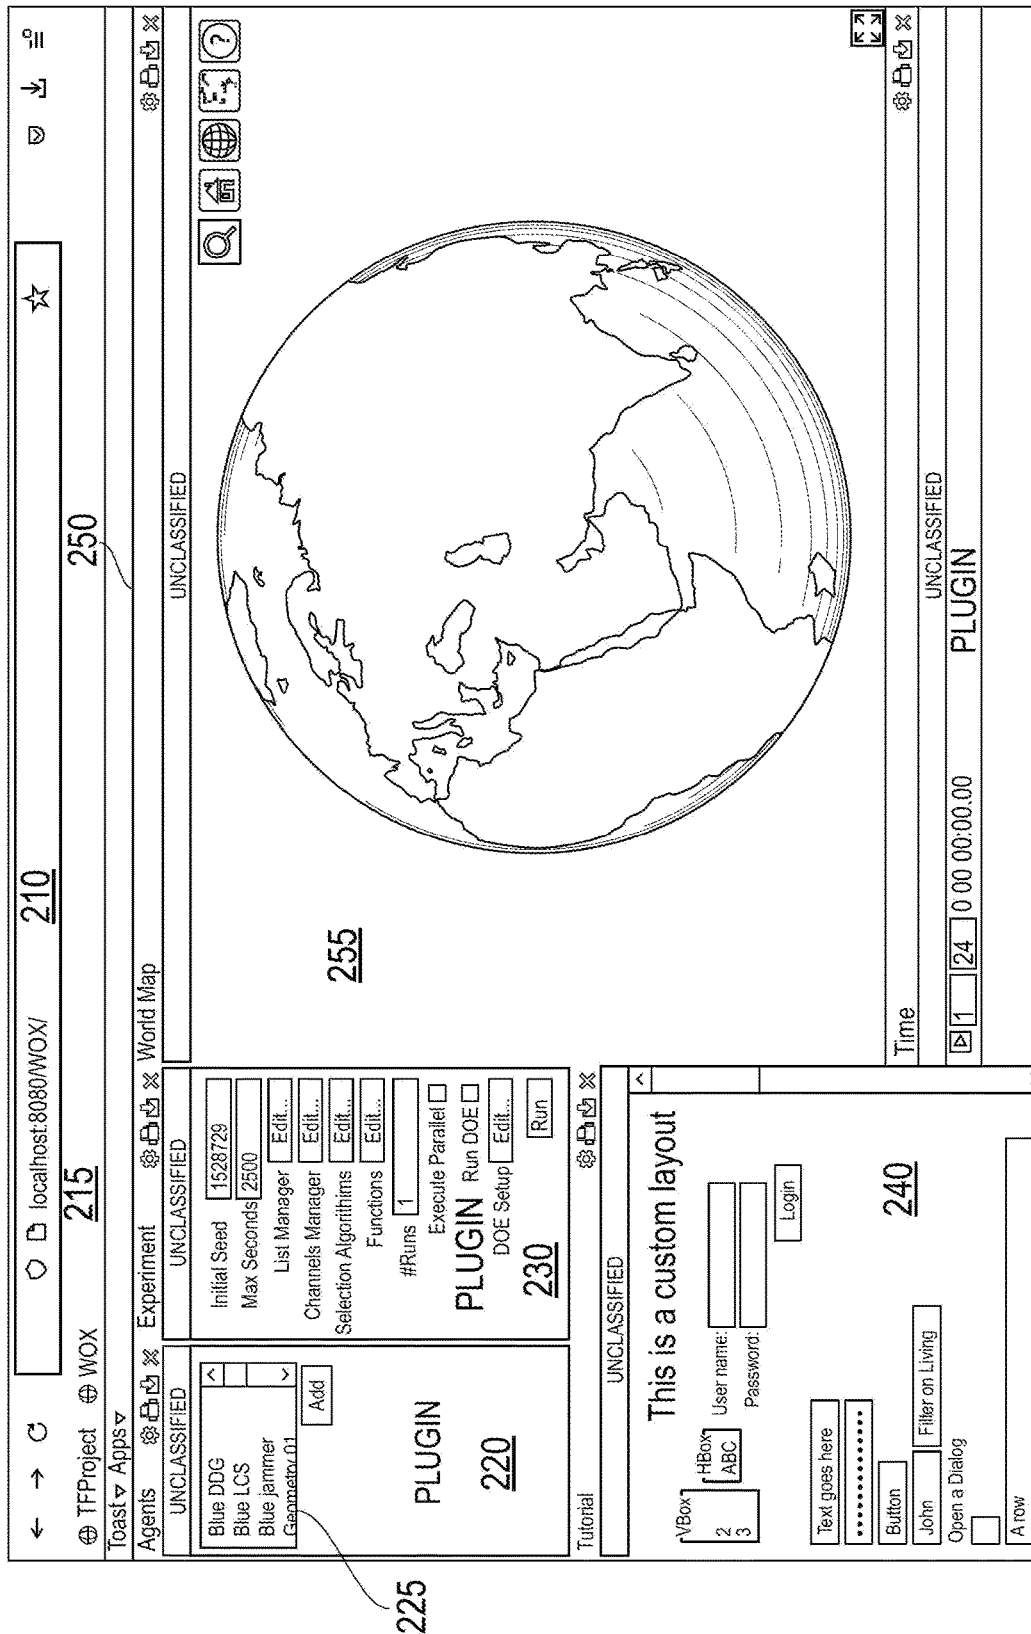 localhost:8080/WOX/
210
TFProject WOX
215
Toast Apps
250
Agents
UNCLASSIFIED
Blue DDG
Blue LCS
Blue jammer
Geometry 01
Add
PLUGIN
220
225
Experiment
UNCLASSIFIED
Initial Seed 1528729
Max Seconds 2500
List Manager Edit...
Channels Manager Edit...
Selection Algorithims Edit...
Functions Edit...
#Runs 1
Execute Parallel
PLUGIN Run DOE
DOE Setup Edit...
230
Run
World Map
UNCLASSIFIED
?
255
Tutorial
UNCLASSIFIED
This is a custom layout
VBox
2
3
HBox
ABC
User name:
Password:
Login
Text goes here
Button
John Filter on Living
Open a Dialog
240
A row
Time
UNCLASSIFIED
1 24 0 00 00:00.00
PLUGIN